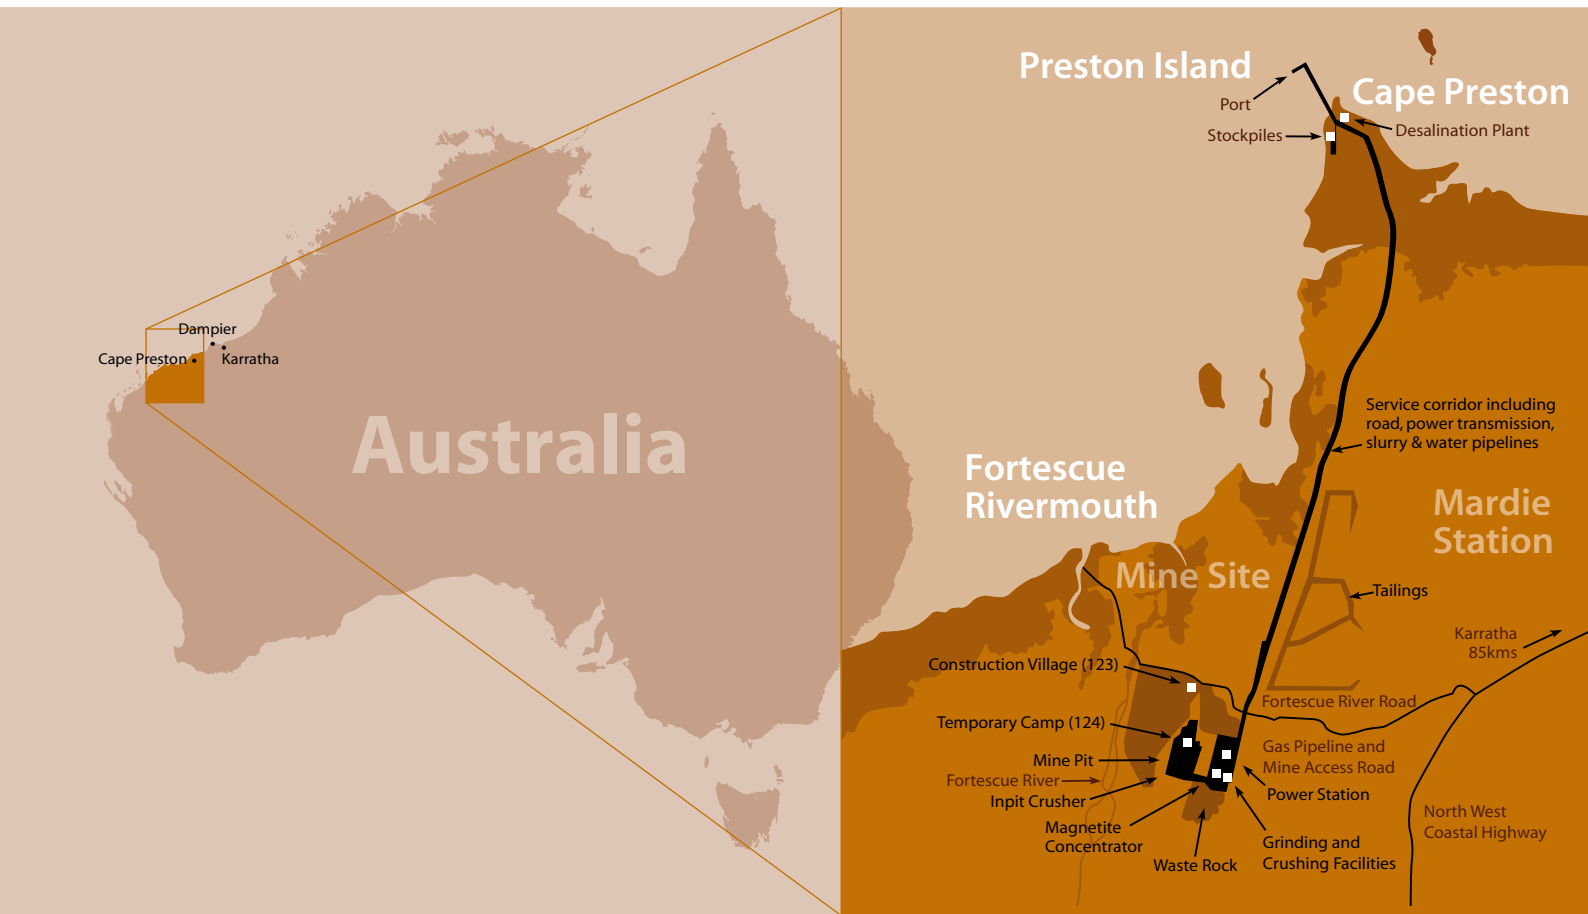 Dampier
Cape Preston
Karratha
Australia
Preston Island
Cape Preston
Port
Stockpiles
Desalination Plant
Service corridor including
road, power transmission,
slurry & water pipelines
Fortescue
Rivermouth
Mardie
Station
Mine Site
Tailings
Karratha
85kms
Construction Village (123)
Fortescue River Road
Temporary Camp (124)
Gas Pipeline and
Mine Access Road
Mine Pit
Fortescue River
Inpit Crusher
Power Station
North West
Coastal Highway
Magnetite
Concentrator
Grinding and
Crushing Facilities
Waste Rock